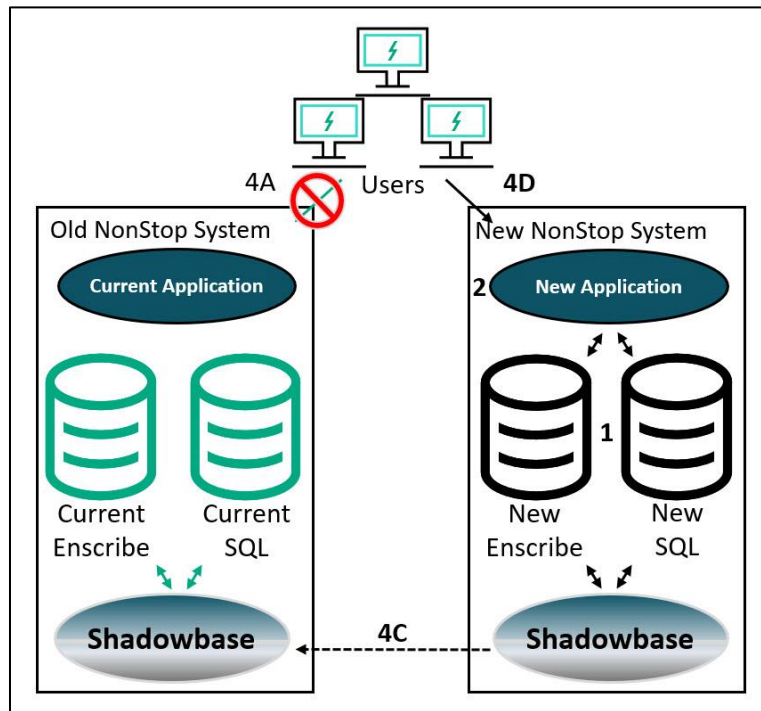 4A
Users
4D
Old NonStop System
New NonStop System
Current Application
2
New Application
1
Current
Enscribe
Current
SQL
New
Enscribe
New
SQL
Shadowbase
4C
Shadowbase